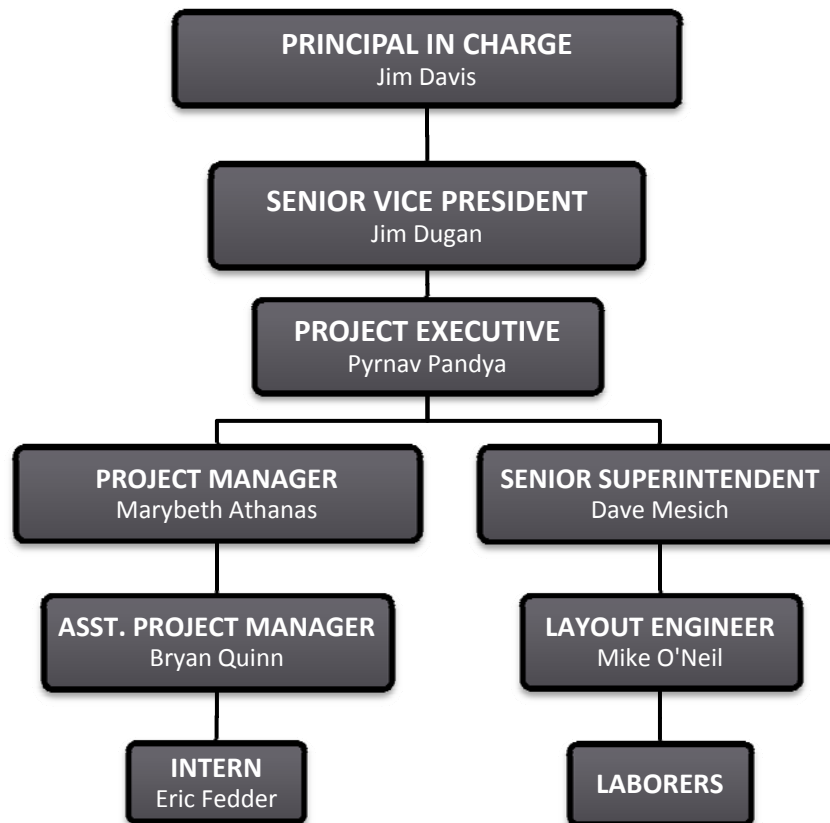 PRINCIPAL IN CHARGE
Jim Davis
SENIOR VICE PRESIDENT
Jim Dugan
PROJECT EXECUTIVE
Pyrnav Pandya
PROJECT MANAGER
Marybeth Athanas
SENIOR SUPERINTENDENT
Dave Mesich
ASST. PROJECT MANAGER
Bryan Quinn
LAYOUT ENGINEER
Mike O'Neil
INTERN
Eric Fedder
LABORERS